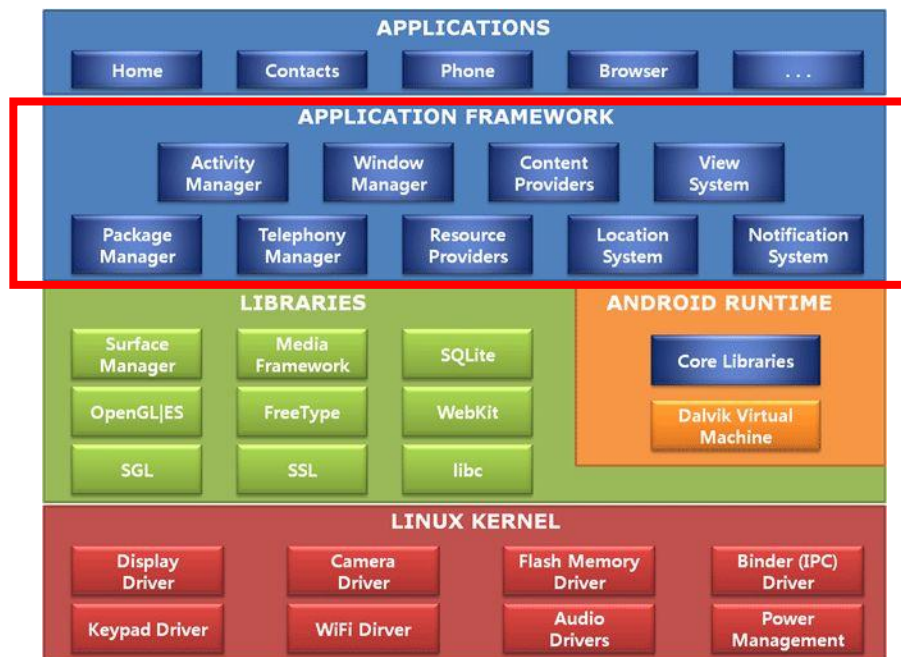 APPLICATIONS
Home
Contacts
Phone
Browser
...
APPLICATION FRAMEWORK
Activity
Manager
Window
Manager
Content
Providers
View
System
Package
Manager
Telephony
Manager
Resource
Providers
Location
System
Notification
System
LIBRARIES
Surface
Manager
Media
Framework
SQLite
OpenGL|ES
FreeType
WebKit
SGL
SSL
libc
ANDROID RUNTIME
Core Libraries
Dalvik Virtual
Machine
LINUX KERNEL
Display
Driver
Camera
Driver
Flash Memory
Driver
Binder (IPC)
Driver
Keypad Driver
WiFi Dirver
Audio
Drivers
Power
Management